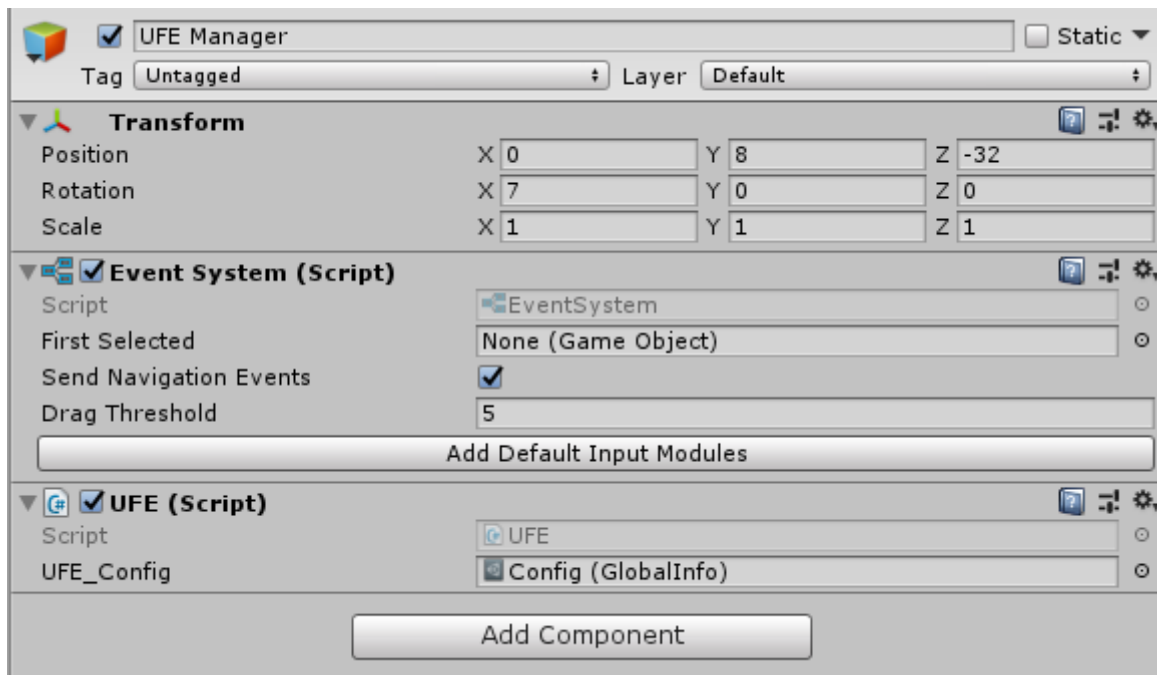 UFE Manager Static
Tag Untagged Layer Default
Transform
Position X 0 Y 8 Z -32
Rotation X 7 Y 0 Z 0
Scale X 1 Y 1 Z 1
Event System (Script)
Script EventSystem
First Selected None (Game Object)
Send Navigation Events
Drag Threshold 5
Add Default Input Modules
UFE (Script)
Script UFE
UFE_Config Config (GlobalInfo)
Add Component